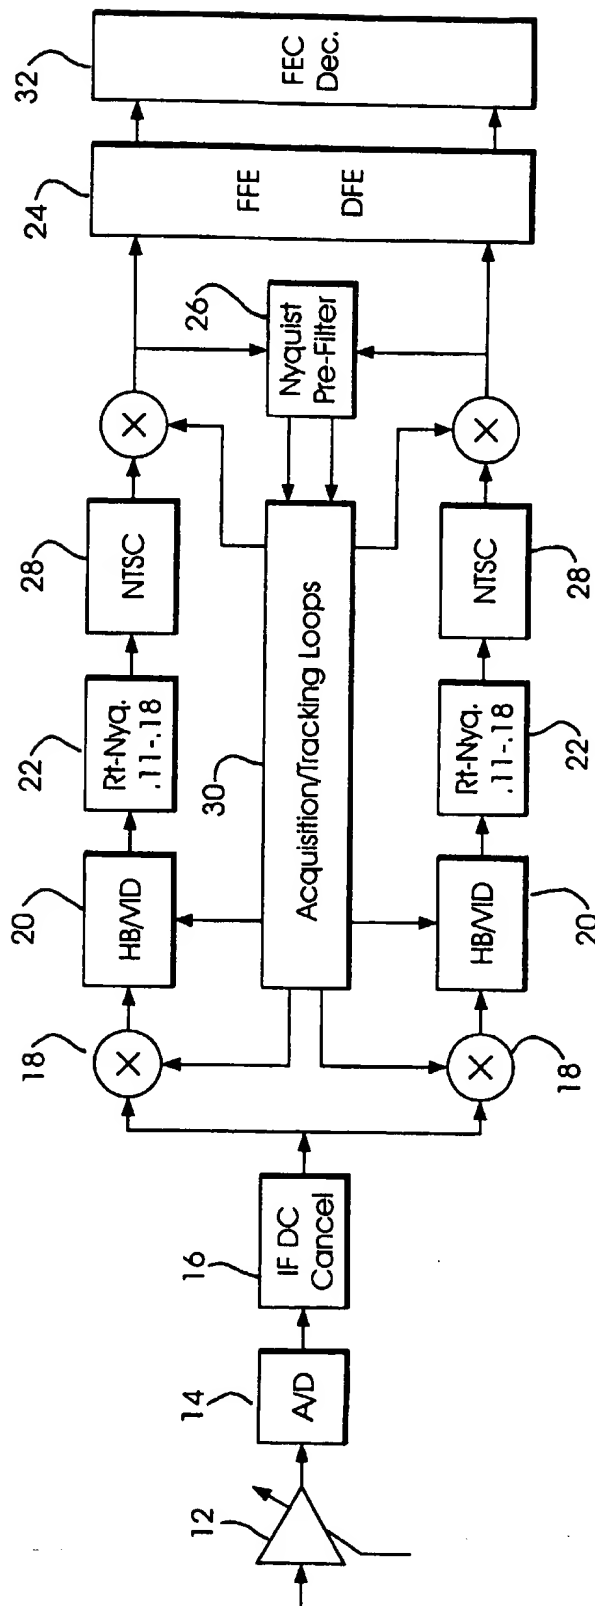 12
14
A/D
16
IF DC
Cancel
18
×
20
HB/VID
22
Rt-Nyq.
.11-.18
28
NTSC
×
30
Acquisition/Tracking Loops
26
Nyquist
Pre-Filter
18
×
20
HB/VID
22
Rt-Nyq.
.11-.18
28
NTSC
×
24
FFE
DFE
32
FEC
Dec.